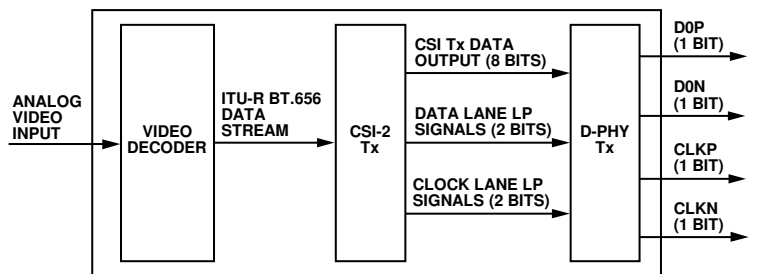 ANALOG
VIDEO
INPUT
VIDEO
DECODER
ITU-R BT.656
DATA
STREAM
CSI-2
Tx
CSI Tx DATA
OUTPUT (8 BITS)
DATA LANE LP
SIGNALS (2 BITS)
CLOCK LANE LP
SIGNALS (2 BITS)
D-PHY
Tx
D0P
(1 BIT)
D0N
(1 BIT)
CLKP
(1 BIT)
CLKN
(1 BIT)